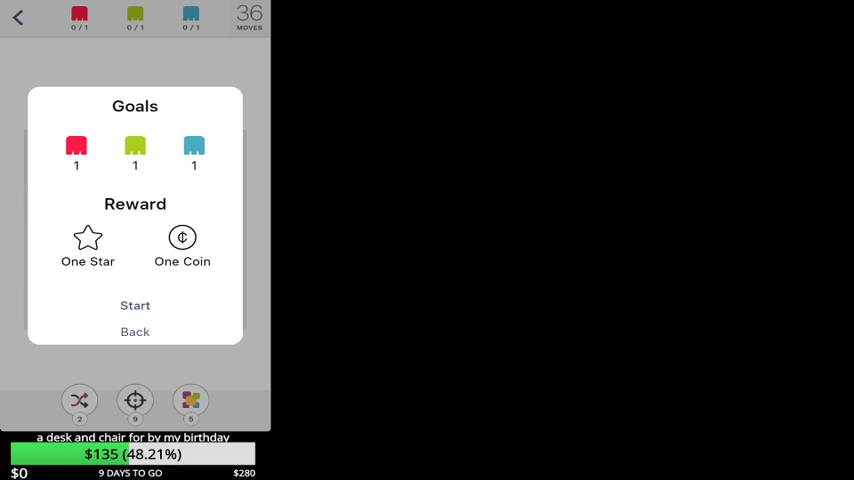 0 / 1 0 / 1 0 / 1 36
MOVES
Goals
1 1 1
Reward
One Star One Coin
Start
Back
2 9 5
a desk and chair for by my birthday
$135 (48.21%)
$0 9 DAYS TO GO $280